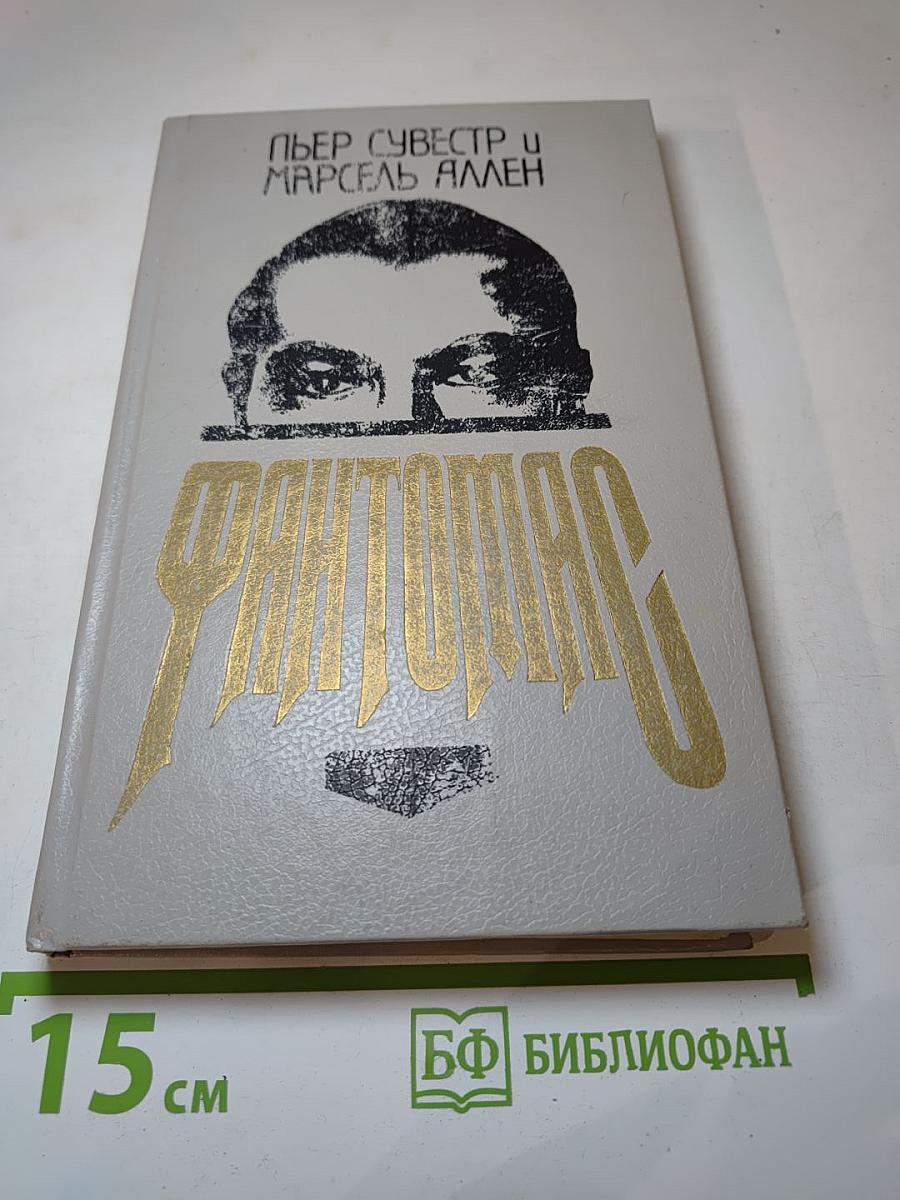 ПЬЕР СУВЕСТР и
МАРСЕЛЬ АЛЛЕН
ФАНТОМАС
15 см
БФ БИБЛИОФАН